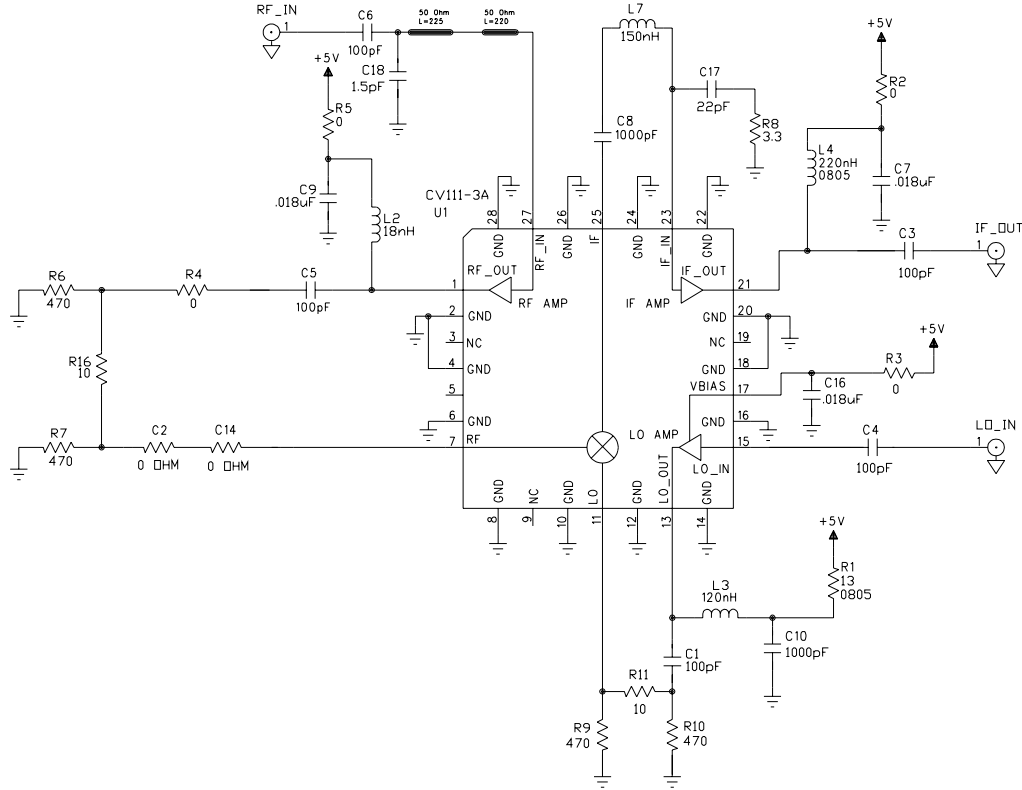 RF_IN
1
C6
100pF
50 Ohm
L=225
50 Ohm
L=220
C18
1.5pF
+5V
R5
0
C9
.018uF
L2
18nH
L7
150nH
C17
22pF
R8
3.3
C8
1000pF
+5V
R2
0
L4
220nH
0805
C7
.018uF
C3
100pF
IF_OUT
1
CV111-3A
U1
28
27
26
25
24
23
22
GND
RF_IN
GND
IF
GND
IF_IN
GND
R6
470
R4
0
C5
100pF
1
RF_OUT
RF AMP
IF AMP
IF_OUT
21
2
GND
GND
20
3
NC
NC
19
4
GND
GND
18
5
VBIAS
17
6
GND
GND
16
7
RF
LO AMP
LO_IN
15
R16
10
R7
470
C2
0 OHM
C14
0 OHM
C16
.018uF
R3
0
+5V
C4
100pF
LO_IN
1
GND
NC
GND
LO
GND
LO_OUT
GND
8
9
10
11
12
13
14
+5V
R1
13
0805
L3
120nH
C10
1000pF
C1
100pF
R11
10
R9
470
R10
470